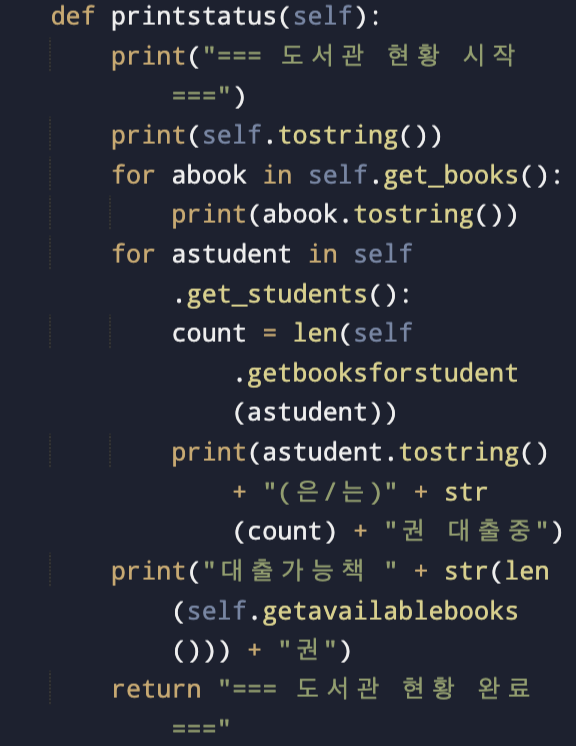 def printstatus(self):
print("=== 도서관 현황 시작
===")
print(self.tostring())
for abook in self.get_books():
print(abook.tostring())
for astudent in self
.get_students():
count = len(self
.getbooksforstudent
(astudent))
print(astudent.tostring()
+ "(은/는)" + str
(count) + "권 대출중")
print("대출가능책 " + str(len
(self.getavailablebooks
())) + "권")
return "=== 도서관 현황 완료
==="